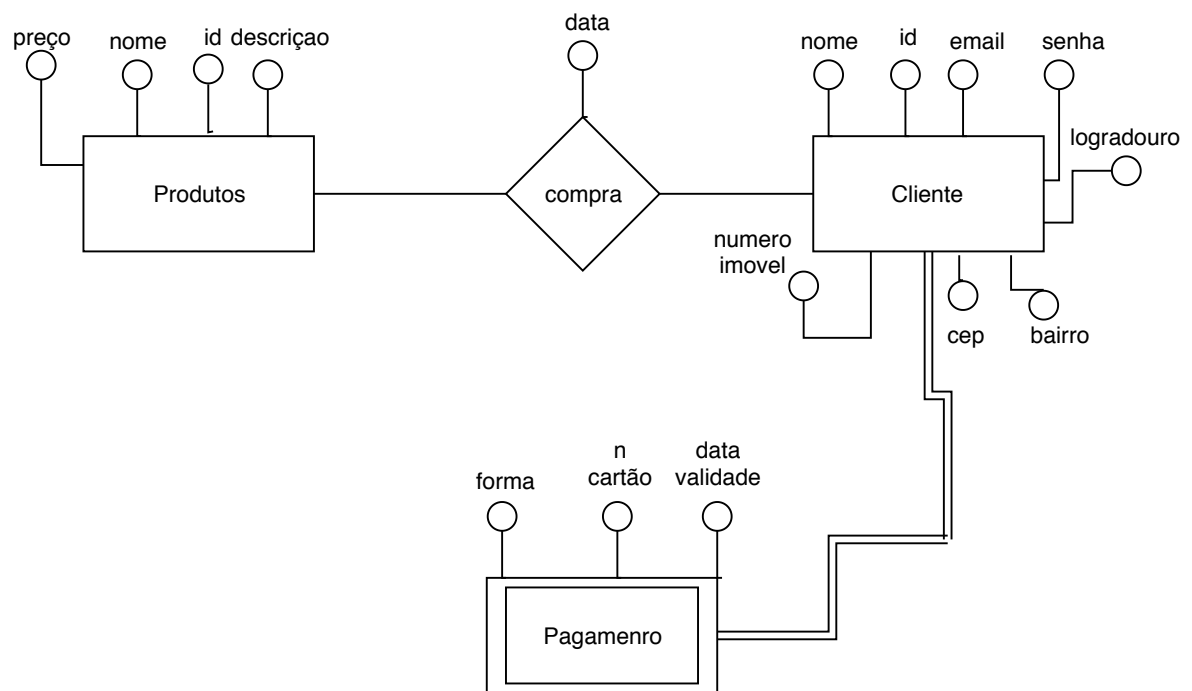 data
preço
nome
id
descriçao
nome
id
email
senha
logradouro
Produtos
compra
Cliente
numero
imovel
cep
bairro
forma
n
cartão
data
validade
Pagamenro